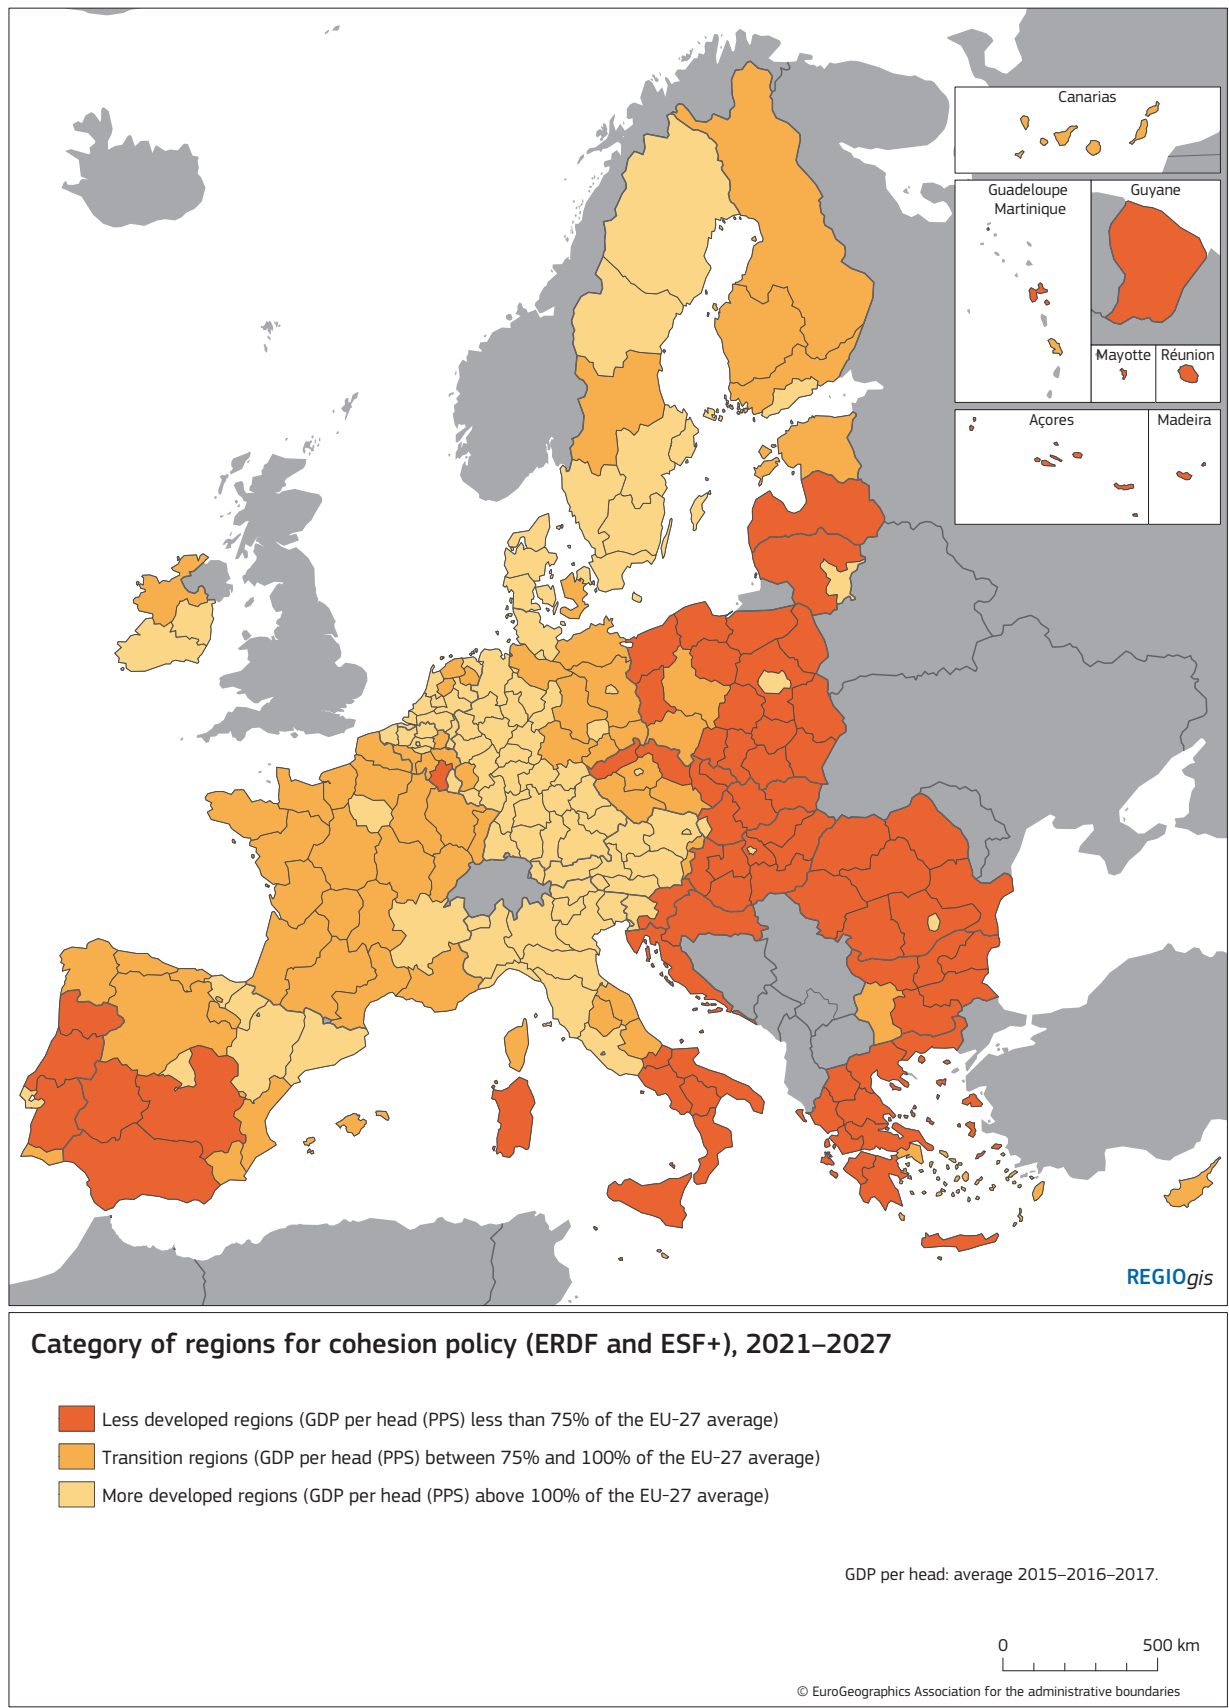 Canarias
Guadeloupe
Martinique
Guyane
Mayotte
Réunion
Açores
Madeira
REGIOgis
Category of regions for cohesion policy (ERDF and ESF+), 2021–2027
Less developed regions (GDP per head (PPS) less than 75% of the EU-27 average)
Transition regions (GDP per head (PPS) between 75% and 100% of the EU-27 average)
More developed regions (GDP per head (PPS) above 100% of the EU-27 average)
GDP per head: average 2015–2016–2017.
0 500 km
© EuroGeographics Association for the administrative boundaries